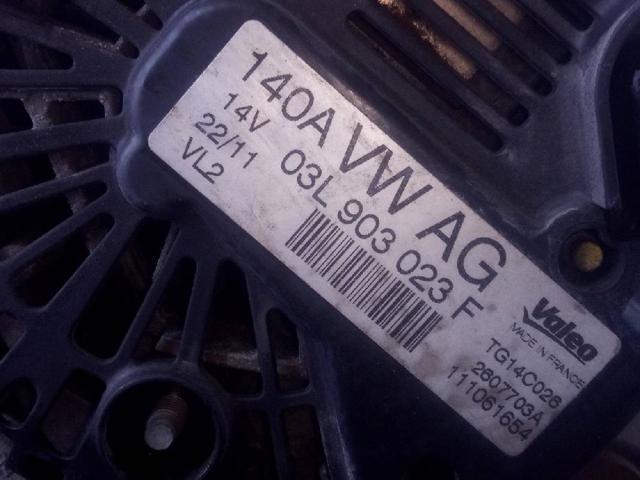 140A VW AG
14V 03L 903 023 F
22/11
VL2
Valeo
MADE IN FRANCE
TG14C028
2607703A
111061654